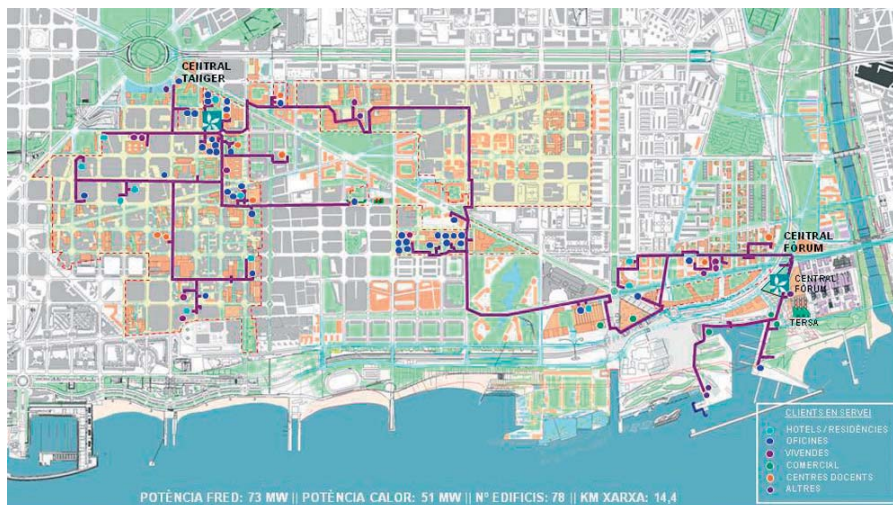 CENTRAL
TANGER
CENTRAL
FÒRUM
CENTRAL
FÒRUM
TERSA
CLIENTS EN SERVEI
HOTELS / RESIDÈNCIES
OFICINES
VIVENDES
COMERCIAL
CENTRES DOCENTS
ALTRES
POTÈNCIA FRED: 73 MW || POTÈNCIA CALOR: 51 MW || Nº EDIFICIS: 78 || KM XARXA: 14,4